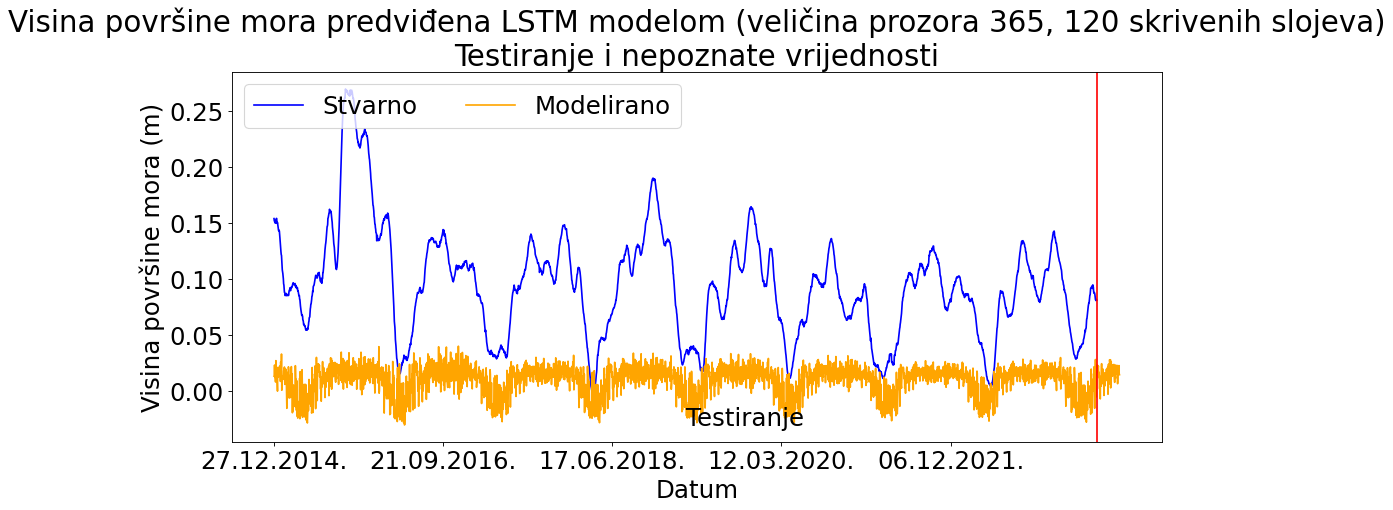 Visina površine mora predviđena LSTM modelom (veličina prozora 365, 120 skrivenih slojeva)
Testiranje i nepoznate vrijednosti
Stvarno Modelirano
Visina površine mora (m)
0.25
0.20
0.15
0.10
0.05
0.00
Testiranje
27.12.2014. 21.09.2016. 17.06.2018. 12.03.2020. 06.12.2021.
Datum